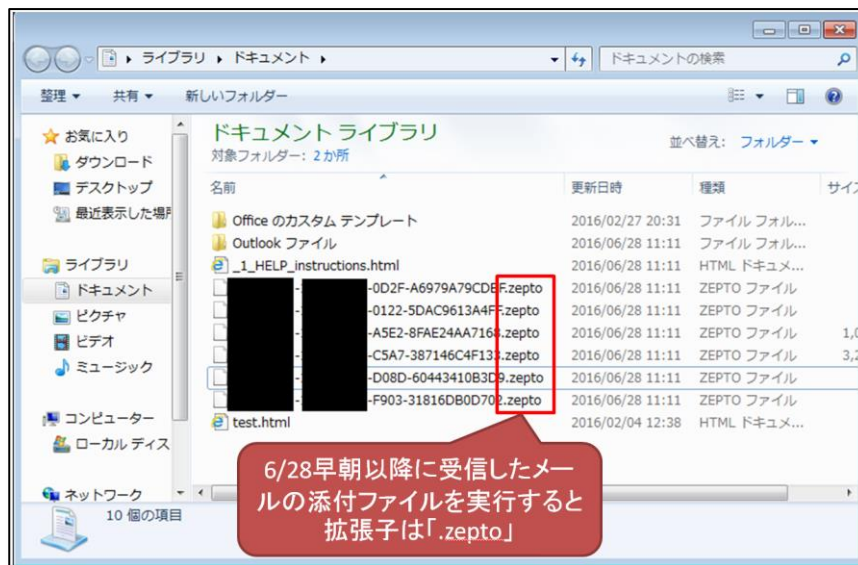 ライブラリ ドキュメント ドキュメントの検索
整理 共有 新しいフォルダー
お気に入り
ダウンロード
デスクトップ
最近表示した場所
ライブラリ
ドキュメント
ピクチャ
ビデオ
ミュージック
コンピューター
ローカル ディス
ネットワーク
ドキュメント ライブラリ
対象フォルダー: 2 か所
並べ替え: フォルダー
名前 更新日時 種類 サイズ
Office のカスタム テンプレート 2016/02/27 20:31 ファイル フォル...
Outlook ファイル 2016/06/28 11:11 ファイル フォル...
_1_HELP_instructions.html 2016/06/28 11:11 HTML ドキュメ...
-0D2F-A6979A79CDEF.zepto 2016/06/28 11:11 ZEPTO ファイル
-0122-5DAC9613A4FF.zepto 2016/06/28 11:11 ZEPTO ファイル
-A5E2-8FAE24AA7168.zepto 2016/06/28 11:11 ZEPTO ファイル 1,0
-C5A7-387146C4F133.zepto 2016/06/28 11:11 ZEPTO ファイル 3,2
-D08D-60443410B3D9.zepto 2016/06/28 11:11 ZEPTO ファイル
-F903-31816DB0D702.zepto 2016/06/28 11:11 ZEPTO ファイル
test.html 2016/02/04 12:38 HTML ドキュメ...
6/28早朝以降に受信したメー
ルの添付ファイルを実行すると
拡張子は「.zepto」
10 個の項目